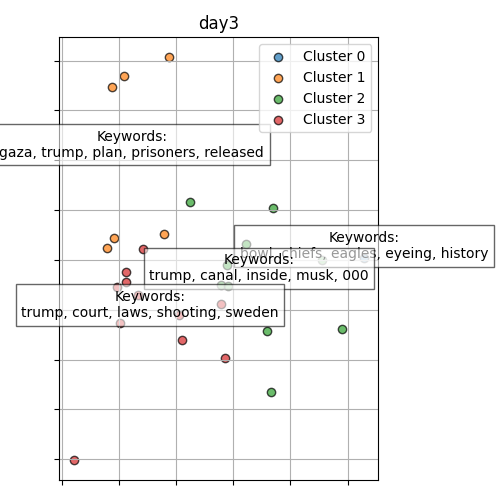 day3
Cluster 0
Cluster 1
Cluster 2
Cluster 3
Keywords:
gaza, trump, plan, prisoners, released
Keywords:
bowl, chiefs, eagles, eyeing, history
Keywords:
trump, canal, inside, musk, 000
Keywords:
trump, court, laws, shooting, sweden